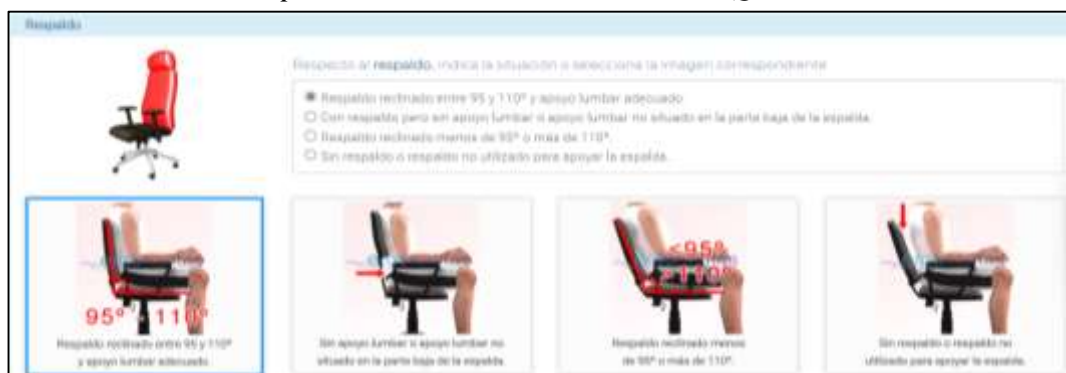 Respaldo
Respecto al respaldo, indica la situación o selecciona la imagen correspondiente
Respaldo reclinado entre 95 y 110º y apoyo lumbar adecuado
Con respaldo pero sin apoyo lumbar o apoyo lumbar no situado en la parte baja de la espalda.
Respaldo reclinado menos de 95º o más de 110º.
Sin respaldo o respaldo no utilizado para apoyar la espalda.
95º - 110º
<95º
>110º
Respaldo reclinado entre 95 y 110º
y apoyo lumbar adecuado.
Sin apoyo lumbar o apoyo lumbar no
situado en la parte baja de la espalda.
Respaldo reclinado menos
de 95º o más de 110º.
Sin respaldo o respaldo no
utilizado para apoyar la espalda.